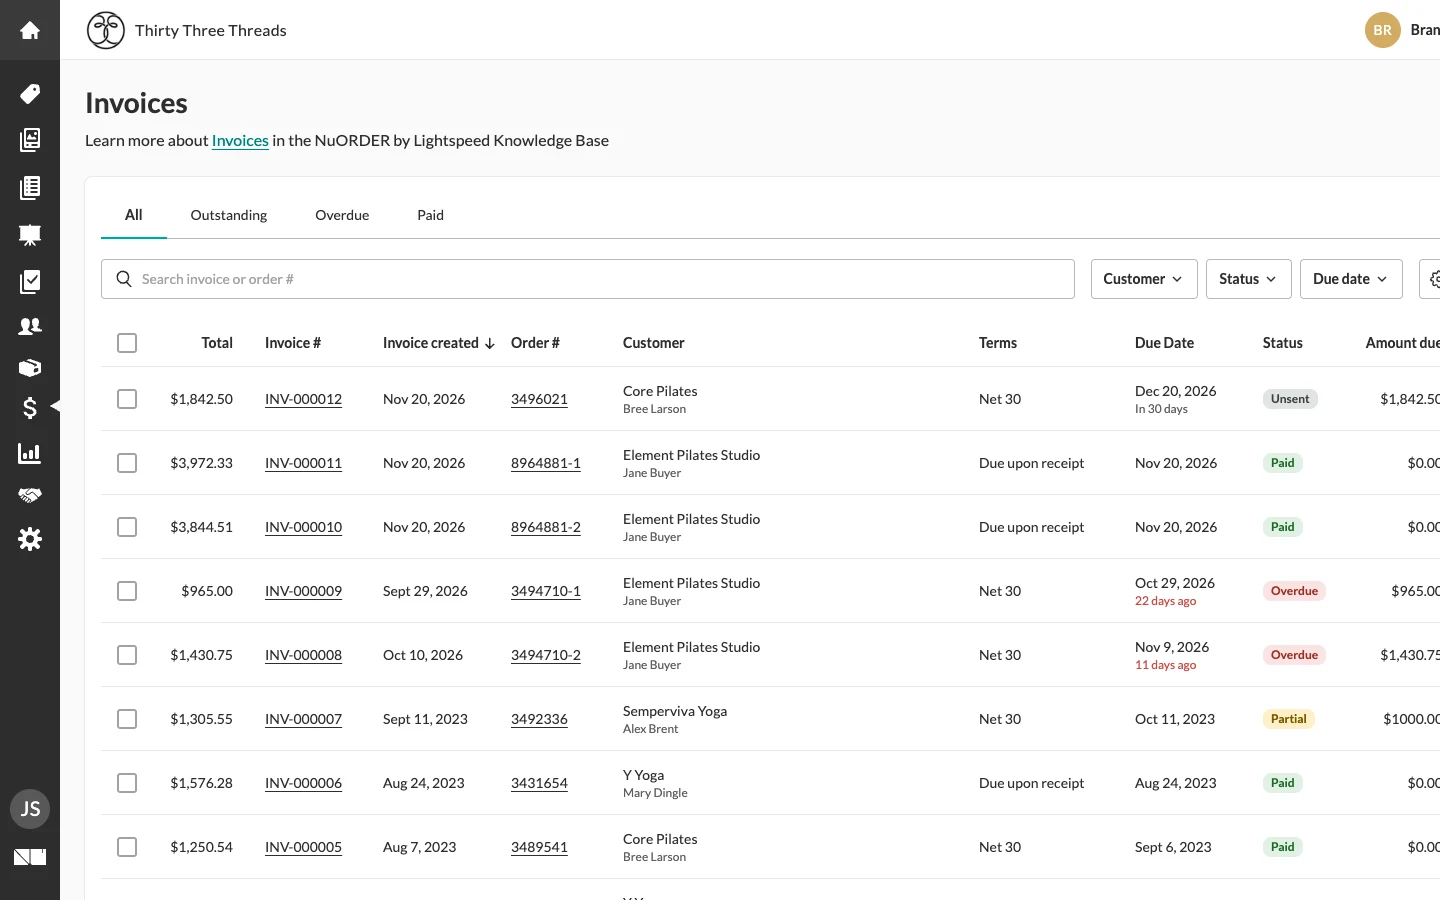 Thirty Three Threads
BR
Bran
Invoices
Learn more about Invoices in the NuORDER by Lightspeed Knowledge Base
All Outstanding Overdue Paid
Search invoice or order #
Customer Status Due date
Total Invoice # Invoice created Order # Customer Terms Due Date Status Amount due
$1,842.50 INV-000012 Nov 20, 2026 3496021 Core Pilates Net 30 Dec 20, 2026 Unsent $1,842.50
Bree Larson In 30 days
$3,972.33 INV-000011 Nov 20, 2026 8964881-1 Element Pilates Studio Due upon receipt Nov 20, 2026 Paid $0.00
Jane Buyer
$3,844.51 INV-000010 Nov 20, 2026 8964881-2 Element Pilates Studio Due upon receipt Nov 20, 2026 Paid $0.00
Jane Buyer
$965.00 INV-000009 Sept 29, 2026 3494710-1 Element Pilates Studio Net 30 Oct 29, 2026 Overdue $965.00
Jane Buyer 22 days ago
$1,430.75 INV-000008 Oct 10, 2026 3494710-2 Element Pilates Studio Net 30 Nov 9, 2026 Overdue $1,430.75
Jane Buyer 11 days ago
$1,305.55 INV-000007 Sept 11, 2023 3492336 Semperviva Yoga Net 30 Oct 11, 2023 Partial $1000.00
Alex Brent
$1,576.28 INV-000006 Aug 24, 2023 3431654 Y Yoga Due upon receipt Aug 24, 2023 Paid $0.00
Mary Dingle
$1,250.54 INV-000005 Aug 7, 2023 3489541 Core Pilates Net 30 Sept 6, 2023 Paid $0.00
Bree Larson
JS